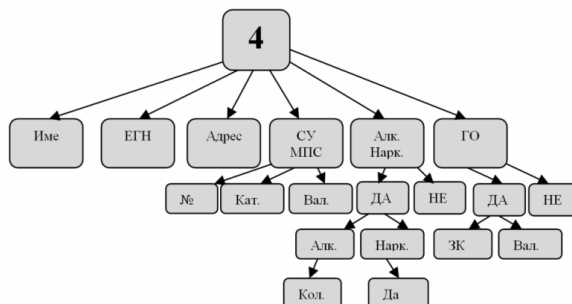 4
Име
ЕГН
Адрес
СУ
МПС
Алк.
Нарк.
ГО
№
Кат.
Вал.
ДА
НЕ
ДА
НЕ
Алк.
Нарк.
ЗК
Вал.
Кол.
Да